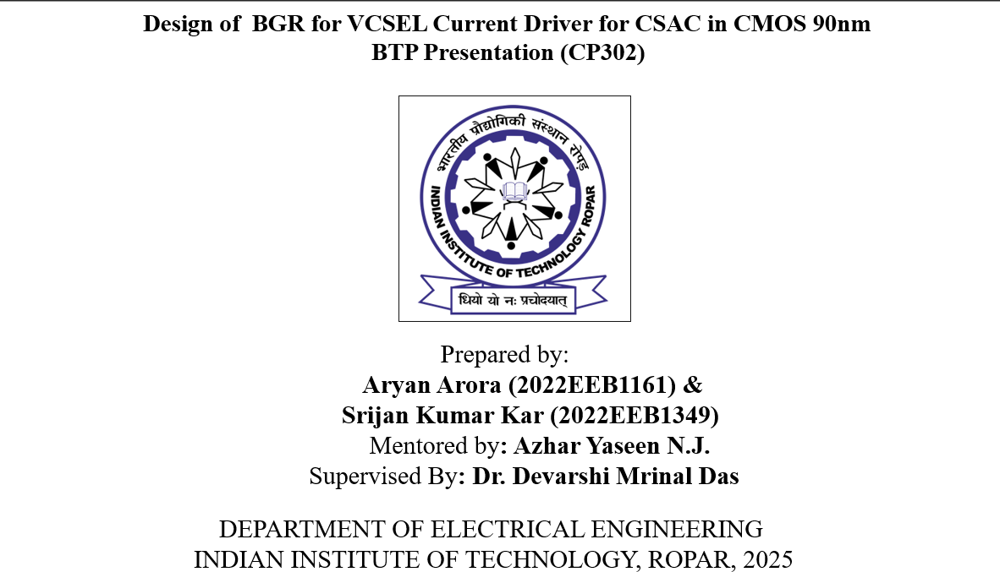 Design of  BGR for VCSEL Current Driver for CSAC in CMOS 90nm
BTP Presentation (CP302)
भारतीय प्रौद्योगिकी संस्थान रोपड़
INDIAN INSTITUTE OF TECHNOLOGY ROPAR
धियो यो नः प्रचोदयात्
Prepared by:
Aryan Arora (2022EEB1161) &
Srijan Kumar Kar (2022EEB1349)
Mentored by: Azhar Yaseen N.J.
Supervised By: Dr. Devarshi Mrinal Das
DEPARTMENT OF ELECTRICAL ENGINEERING
INDIAN INSTITUTE OF TECHNOLOGY, ROPAR, 2025